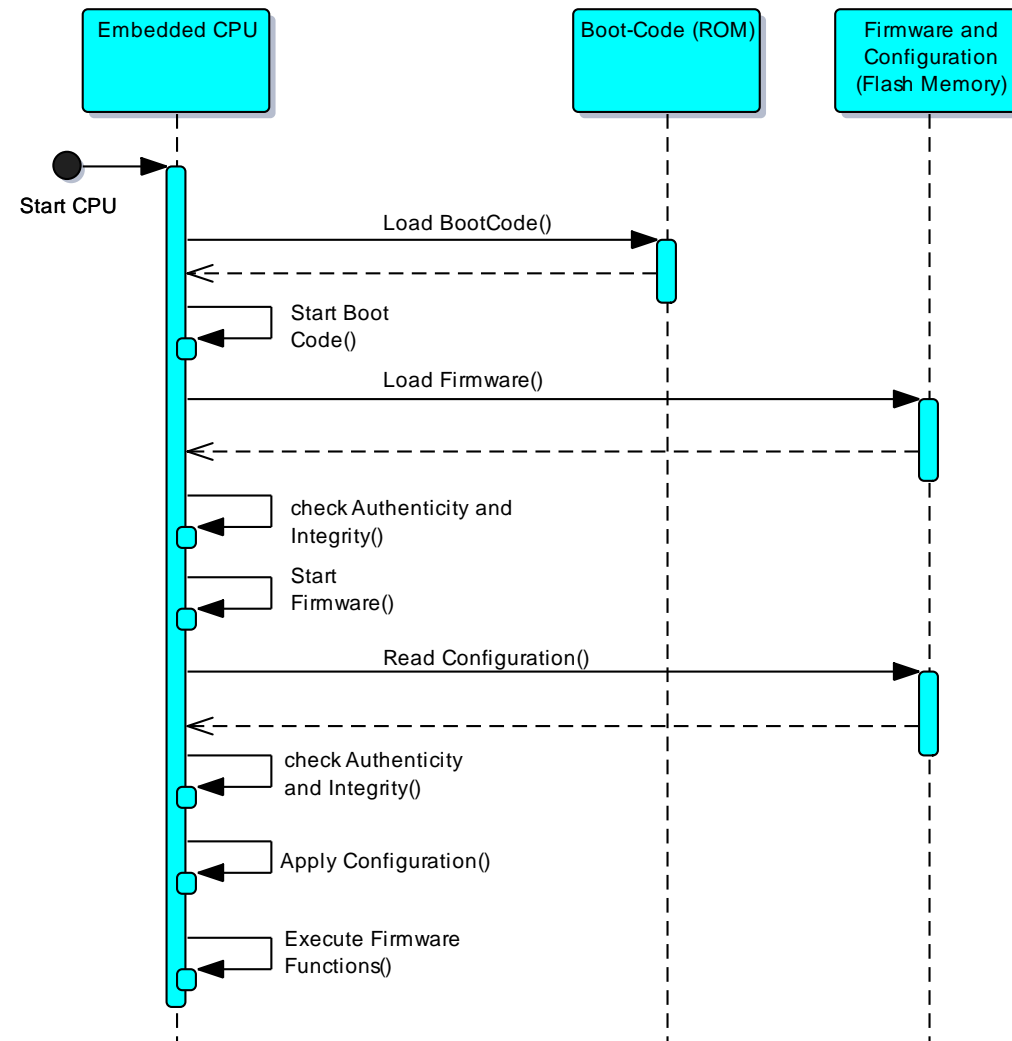 Embedded CPU
Boot-Code (ROM)
Firmware and
Configuration
(Flash Memory)
Start CPU
Load BootCode()
Start Boot
Code()
Load Firmware()
check Authenticity and
Integrity()
Start
Firmware()
Read Configuration()
check Authenticity
and Integrity()
Apply Configuration()
Execute Firmware
Functions()